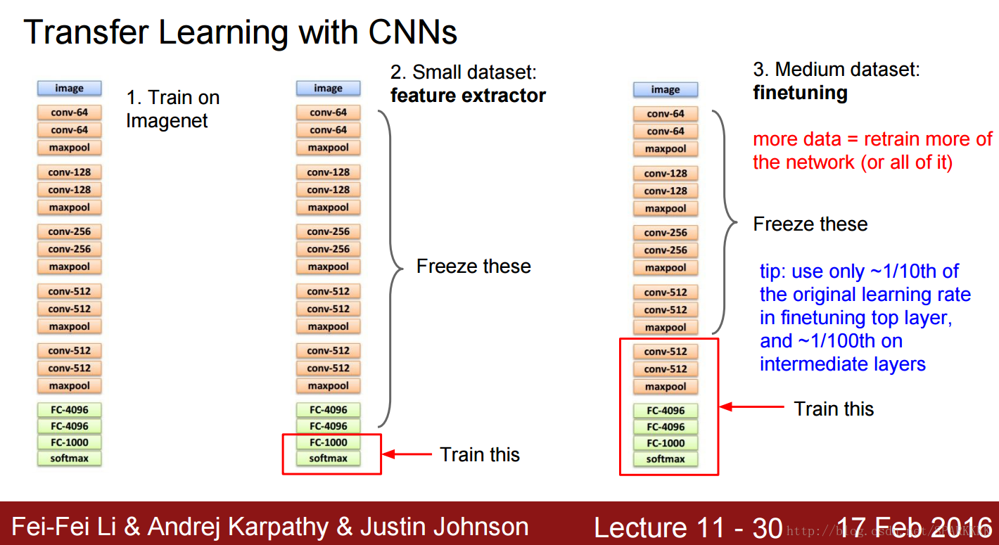 Transfer Learning with CNNs
image
conv-64
conv-64
maxpool
conv-128
conv-128
maxpool
conv-256
conv-256
maxpool
conv-512
conv-512
maxpool
conv-512
conv-512
maxpool
FC-4096
FC-4096
FC-1000
softmax
1. Train on
Imagenet
image
conv-64
conv-64
maxpool
conv-128
conv-128
maxpool
conv-256
conv-256
maxpool
conv-512
conv-512
maxpool
conv-512
conv-512
maxpool
FC-4096
FC-4096
FC-1000
softmax
2. Small dataset:
feature extractor
Freeze these
Train this
image
conv-64
conv-64
maxpool
conv-128
conv-128
maxpool
conv-256
conv-256
maxpool
conv-512
conv-512
maxpool
conv-512
conv-512
maxpool
FC-4096
FC-4096
FC-1000
softmax
3. Medium dataset:
finetuning
more data = retrain more of
the network (or all of it)
Freeze these
tip: use only ~1/10th of
the original learning rate
in finetuning top layer,
and ~1/100th on
intermediate layers
Train this
Fei-Fei Li & Andrej Karpathy & Justin Johnson
Lecture 11 - 30
17 Feb 2016